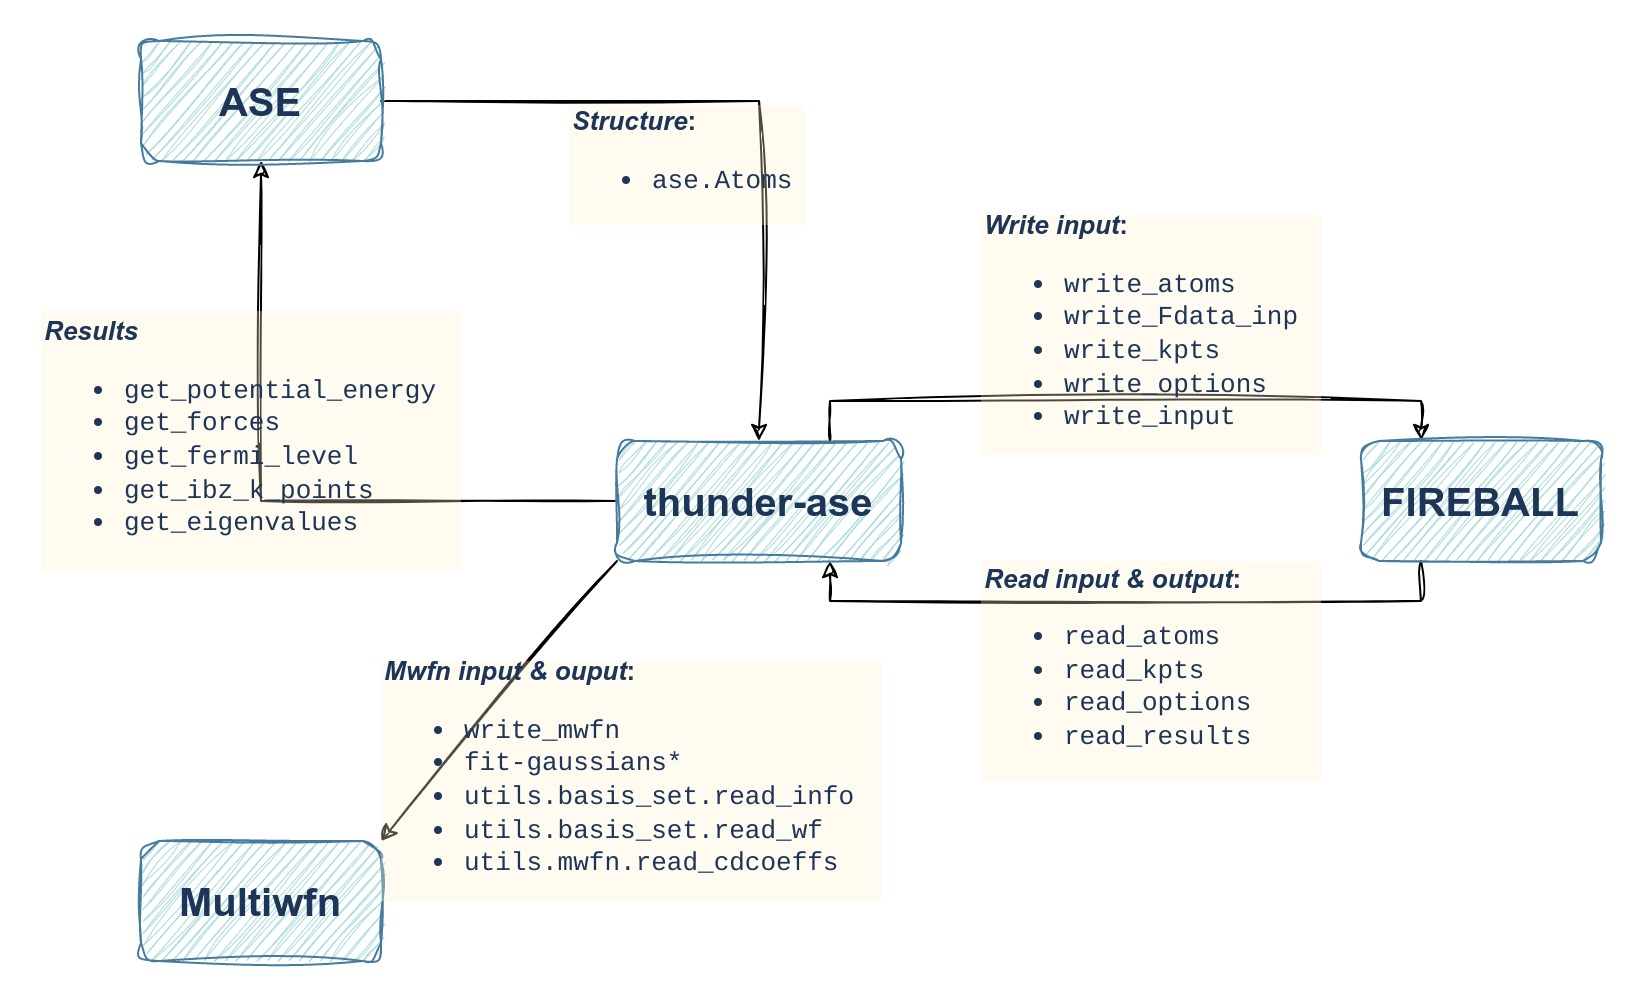 ASE
Structure:
• ase.Atoms
Write input:
• write_atoms
• write_Fdata_inp
• write_kpts
• write_options
• write_input
Results
• get_potential_energy
• get_forces
• get_fermi_level
• get_ibz_k_points
• get_eigenvalues
thunder-ase
FIREBALL
Read input & output:
• read_atoms
• read_kpts
• read_options
• read_results
Mwfn input & ouput:
• write_mwfn
• fit-gaussians*
• utils.basis_set.read_info
• utils.basis_set.read_wf
• utils.mwfn.read_cdcoeffs
Multiwfn